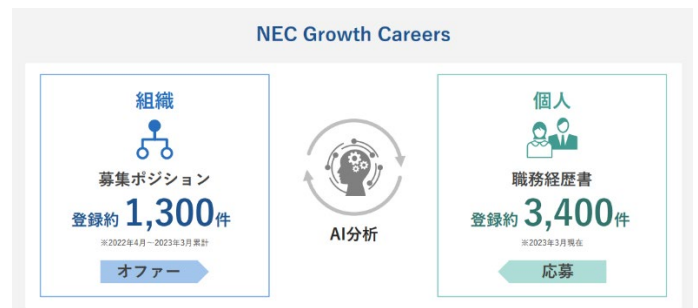 NEC Growth Careers
組織
募集ポジション
登録約 1,300件
※2022年4月～2023年3月累計
オファー
AI分析
個人
職務経歴書
登録約 3,400件
※2023年3月現在
応募